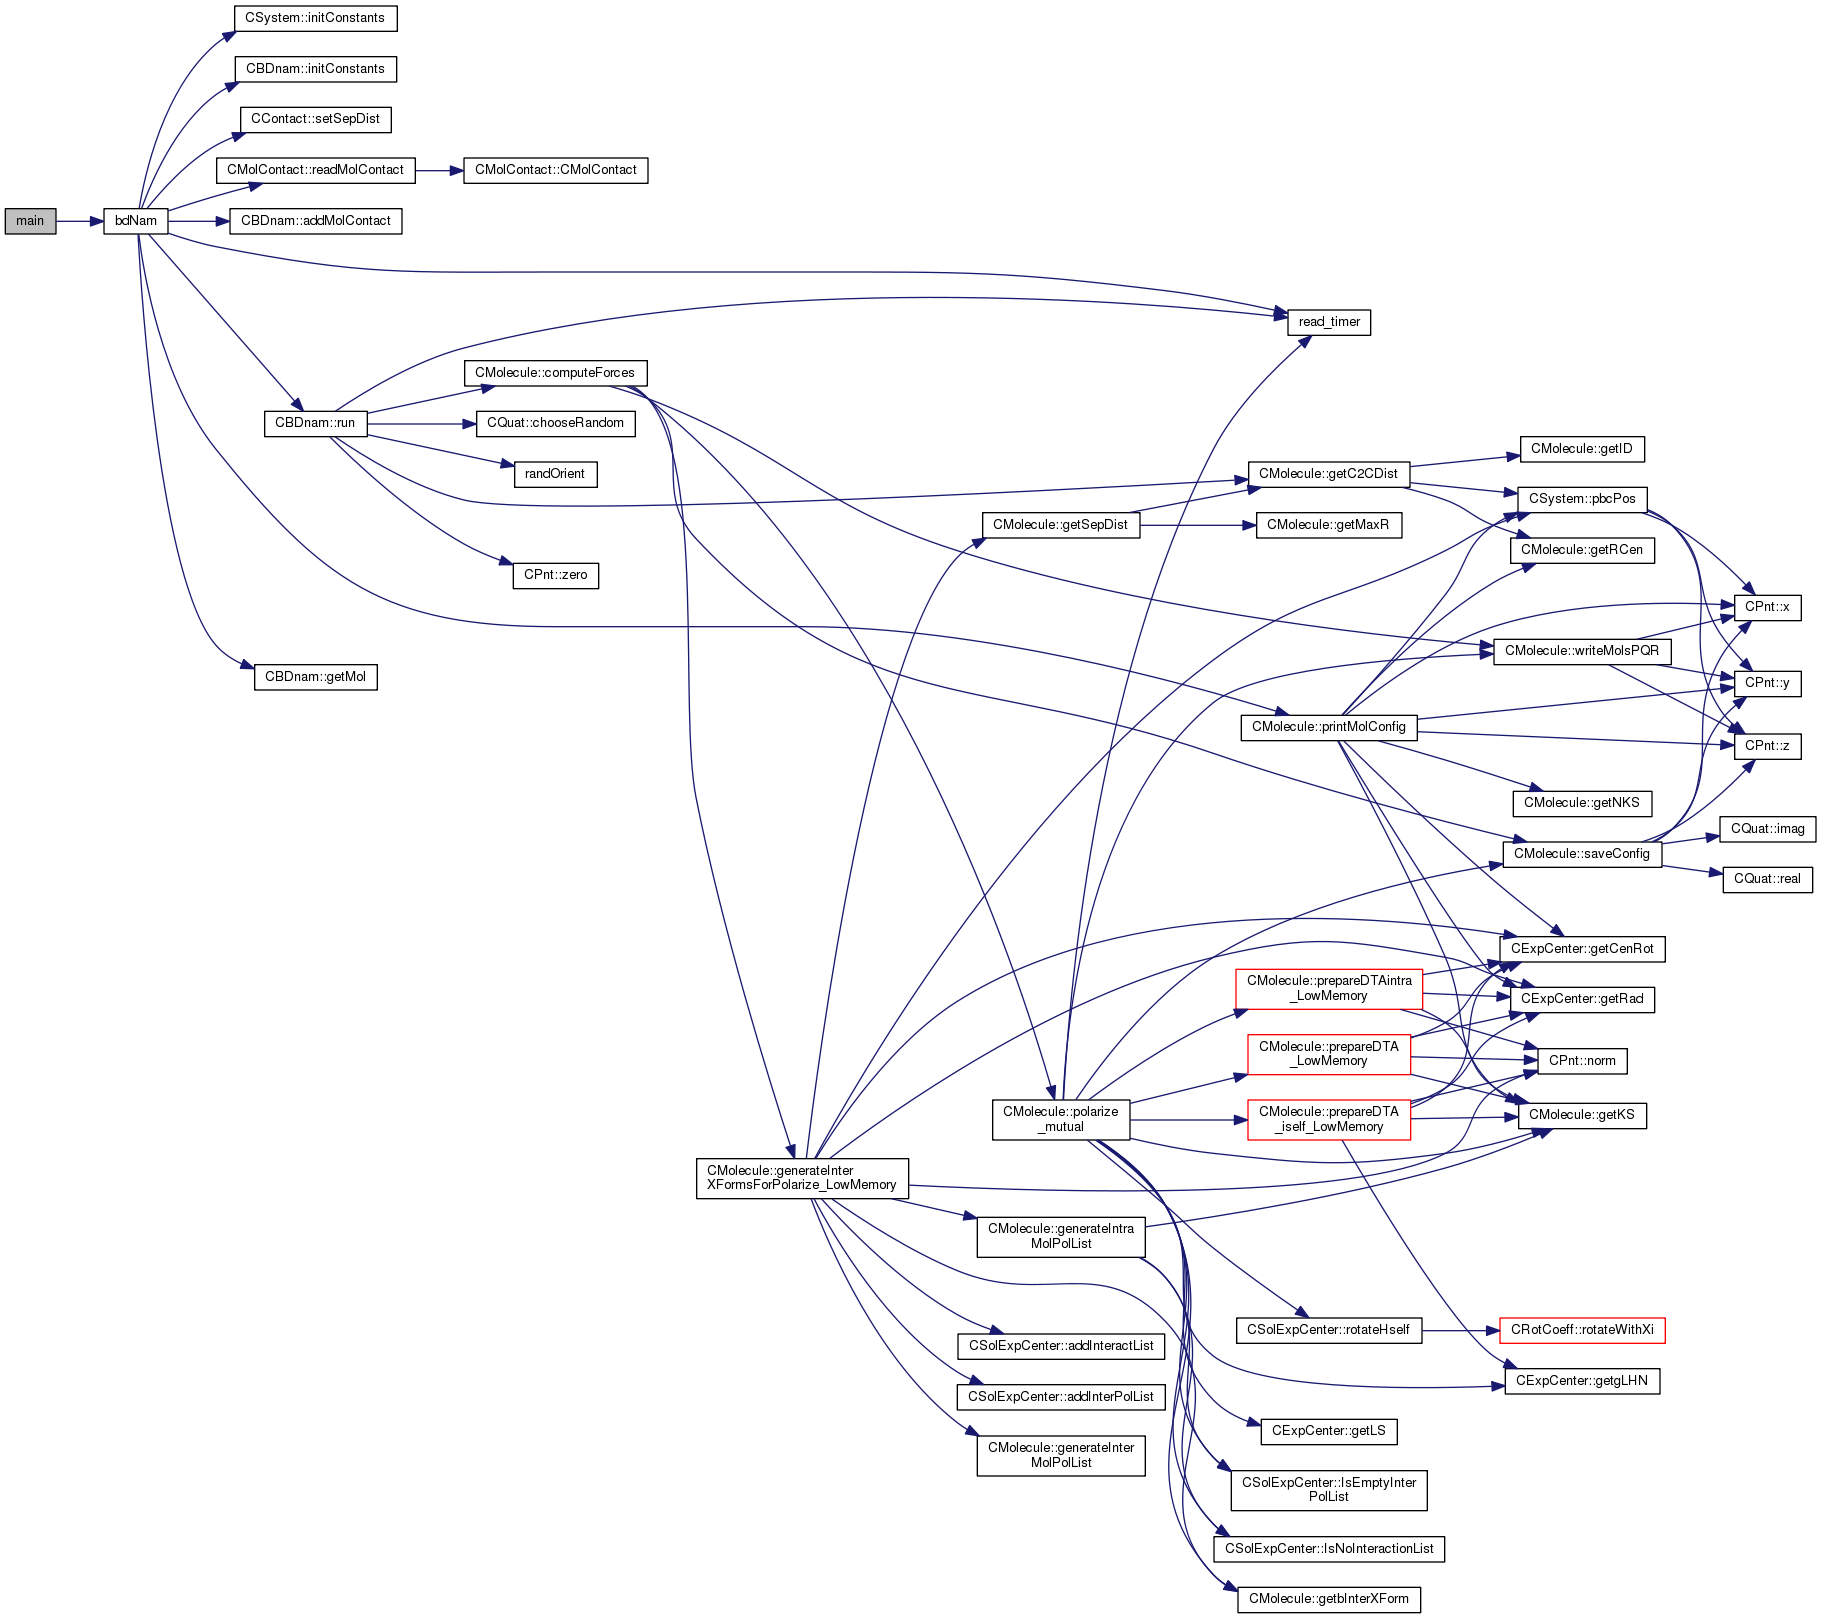 CSystem::initConstants
CBDnam::initConstants
CContact::setSepDist
CMolContact::readMolContact
CMolContact::CMolContact
main
bdNam
CBDnam::addMolContact
read_timer
CMolecule::computeForces
CBDnam::run
CQuat::chooseRandom
randOrient
CMolecule::getC2CDist
CMolecule::getID
CSystem::pbcPos
CMolecule::getSepDist
CMolecule::getMaxR
CMolecule::getRCen
CPnt::zero
CPnt::x
CMolecule::writeMolsPQR
CBDnam::getMol
CPnt::y
CMolecule::printMolConfig
CPnt::z
CMolecule::getNKS
CQuat::imag
CMolecule::saveConfig
CQuat::real
CExpCenter::getCenRot
CMolecule::prepareDTAintra
_LowMemory
CExpCenter::getRad
CMolecule::prepareDTA
_LowMemory
CPnt::norm
CMolecule::polarize
_mutual
CMolecule::prepareDTA
_iself_LowMemory
CMolecule::getKS
CMolecule::generateInter
XFormsForPolarize_LowMemory
CMolecule::generateIntra
MolPolList
CSolExpCenter::rotateHself
CRotCoeff::rotateWithXi
CSolExpCenter::addInteractList
CExpCenter::getgLHN
CSolExpCenter::addInterPolList
CExpCenter::getLS
CMolecule::generateInter
MolPolList
CSolExpCenter::IsEmptyInter
PolList
CSolExpCenter::IsNoInteractionList
CMolecule::getbInterXForm